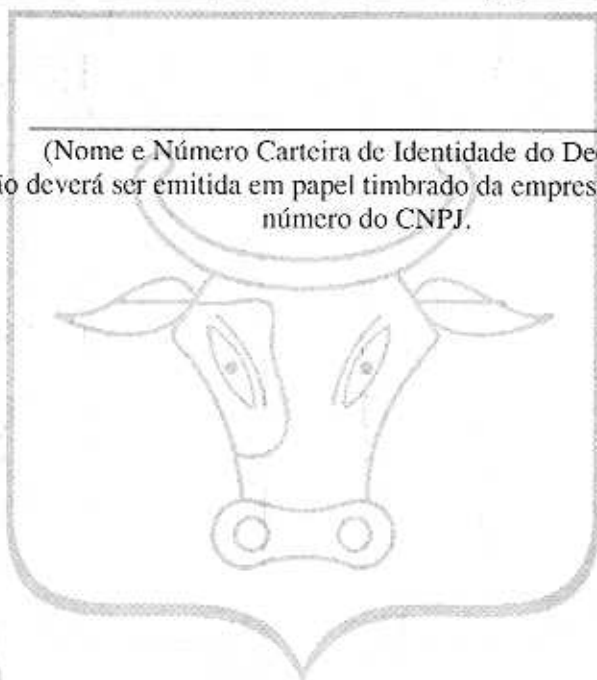 (Nome e Número Carteira de Identidade do De
io deverá ser emitida em papel timbrado da empres
número do CNPJ.